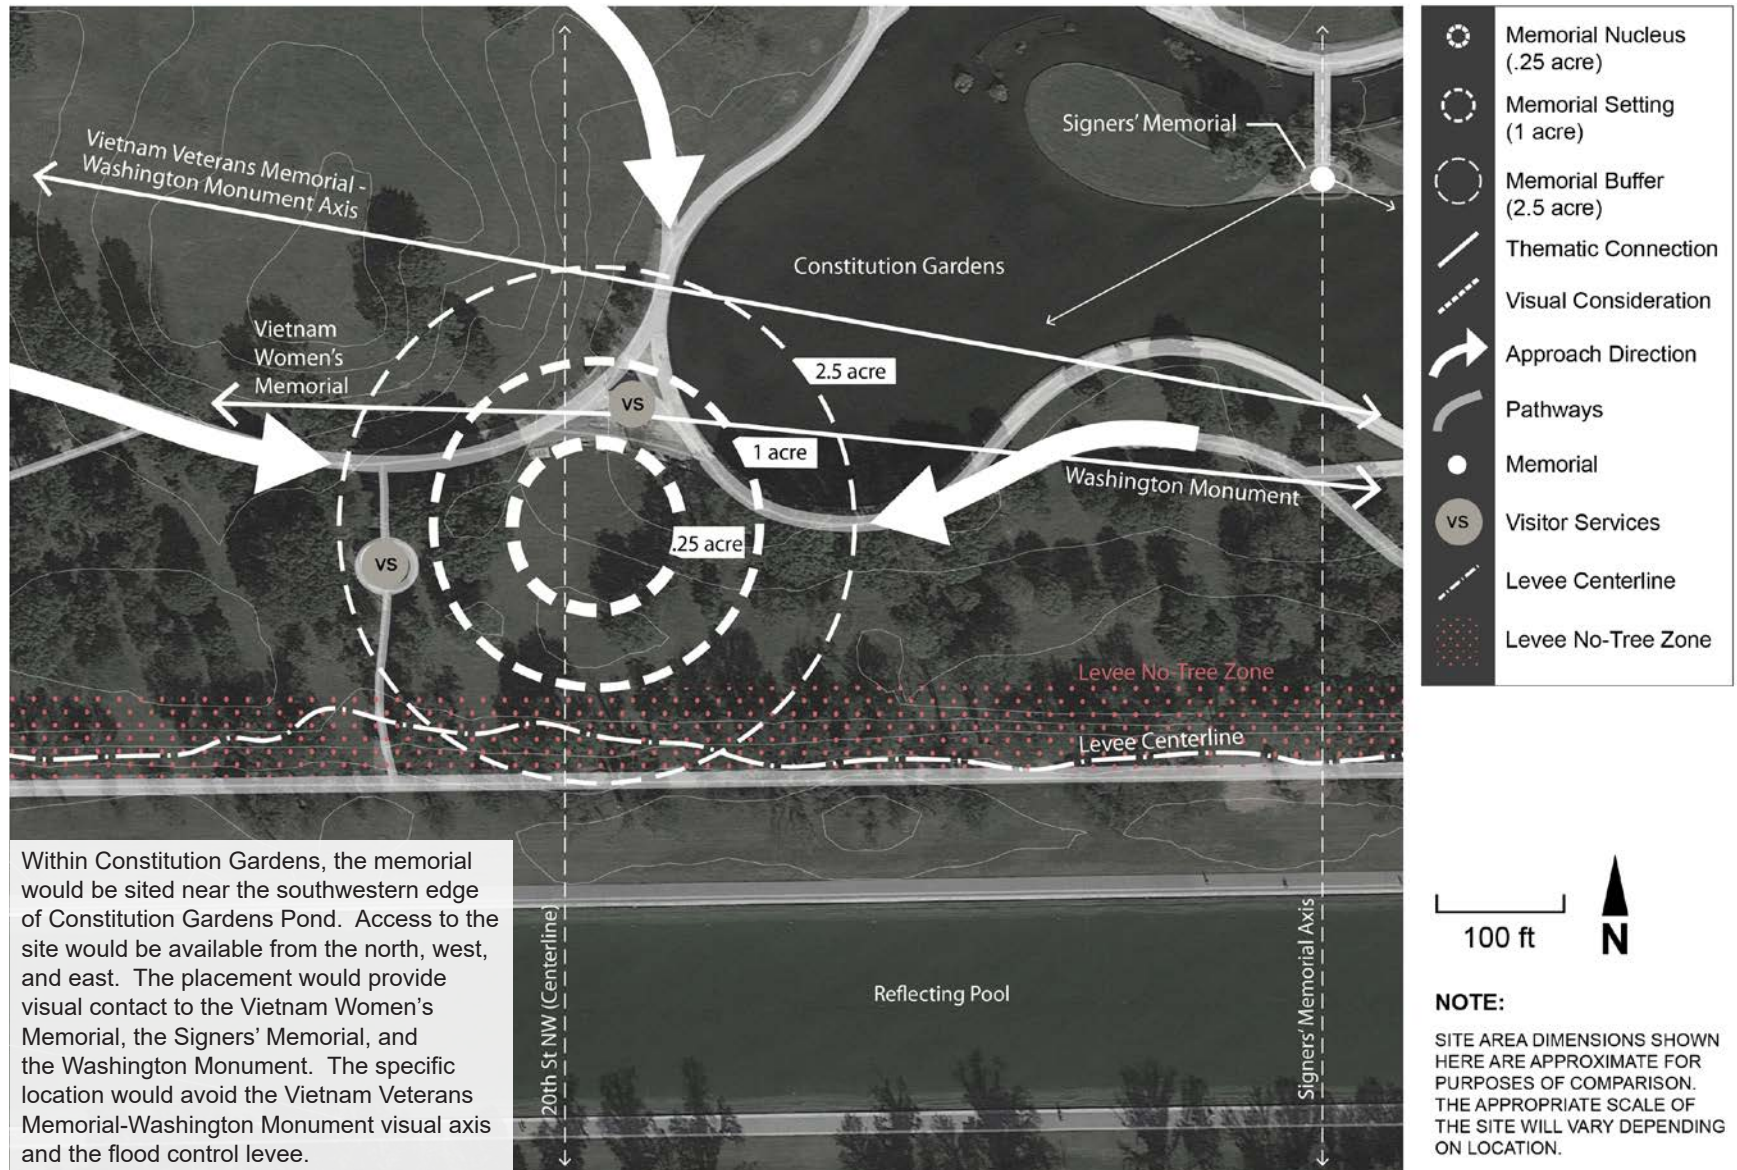 Vietnam Veterans Memorial -
Washington Monument Axis
Signers' Memorial
Constitution Gardens
Vietnam
Women's
Memorial
2.5 acre
VS
1 acre
Washington Monument
.25 acre
VS
Levee No-Tree Zone
Levee Centerline
20th St NW (Centerline)
Signers' Memorial Axis
Reflecting Pool
Within Constitution Gardens, the memorial
would be sited near the southwestern edge
of Constitution Gardens Pond. Access to the
site would be available from the north, west,
and east. The placement would provide
visual contact to the Vietnam Women's
Memorial, the Signers' Memorial, and
the Washington Monument. The specific
location would avoid the Vietnam Veterans
Memorial-Washington Monument visual axis
and the flood control levee.
Memorial Nucleus
(.25 acre)
Memorial Setting
(1 acre)
Memorial Buffer
(2.5 acre)
Thematic Connection
Visual Consideration
Approach Direction
Pathways
Memorial
VS
Visitor Services
Levee Centerline
Levee No-Tree Zone
100 ft
N
NOTE:
SITE AREA DIMENSIONS SHOWN
HERE ARE APPROXIMATE FOR
PURPOSES OF COMPARISON.
THE APPROPRIATE SCALE OF
THE SITE WILL VARY DEPENDING
ON LOCATION.